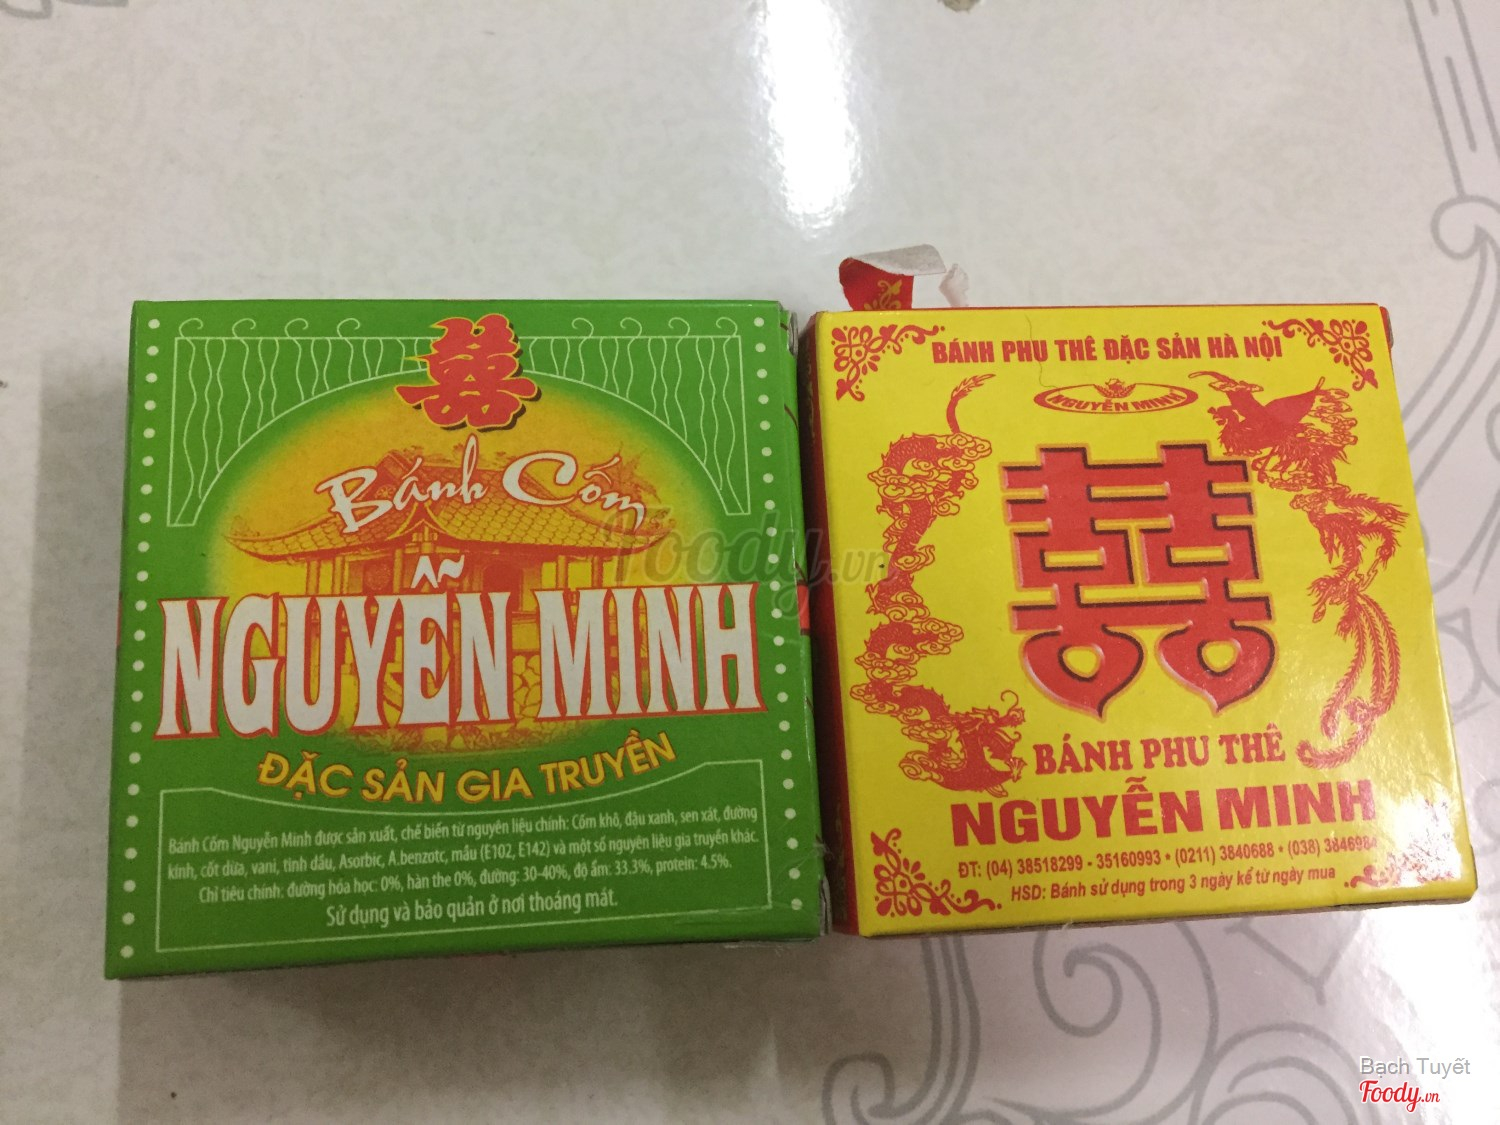 囍
Bánh Cốm
NGUYỄN MINH
ĐẶC SẢN GIA TRUYỀN
Bánh Cốm Nguyễn Minh được sản xuất, chế biến từ nguyên liệu chính: Cốm khô, đậu xanh, sen xát, đường
kính, cốt dừa, vani, tinh dầu, Asorbic, A.benzotc, mầu (E102, E142) và một số nguyên liệu gia truyền khác.
Chỉ tiêu chính: đường hóa học: 0%, hàn the 0%, đường: 30-40%, độ ẩm: 33.3%, protein: 4.5%.
Sử dụng và bảo quản ở nơi thoáng mát.
BÁNH PHU THÊ ĐẶC SẢN HÀ NỘI
NGUYÊN MINH
囍
BÁNH PHU THÊ
NGUYỄN MINH
ĐT: (04) 38518299 - 35160993 • (0211) 3840688 • (038) 3846984
HSD: Bánh sử dụng trong 3 ngày kể từ ngày mua
Foody.vn
Bạch Tuyết
Foody.vn